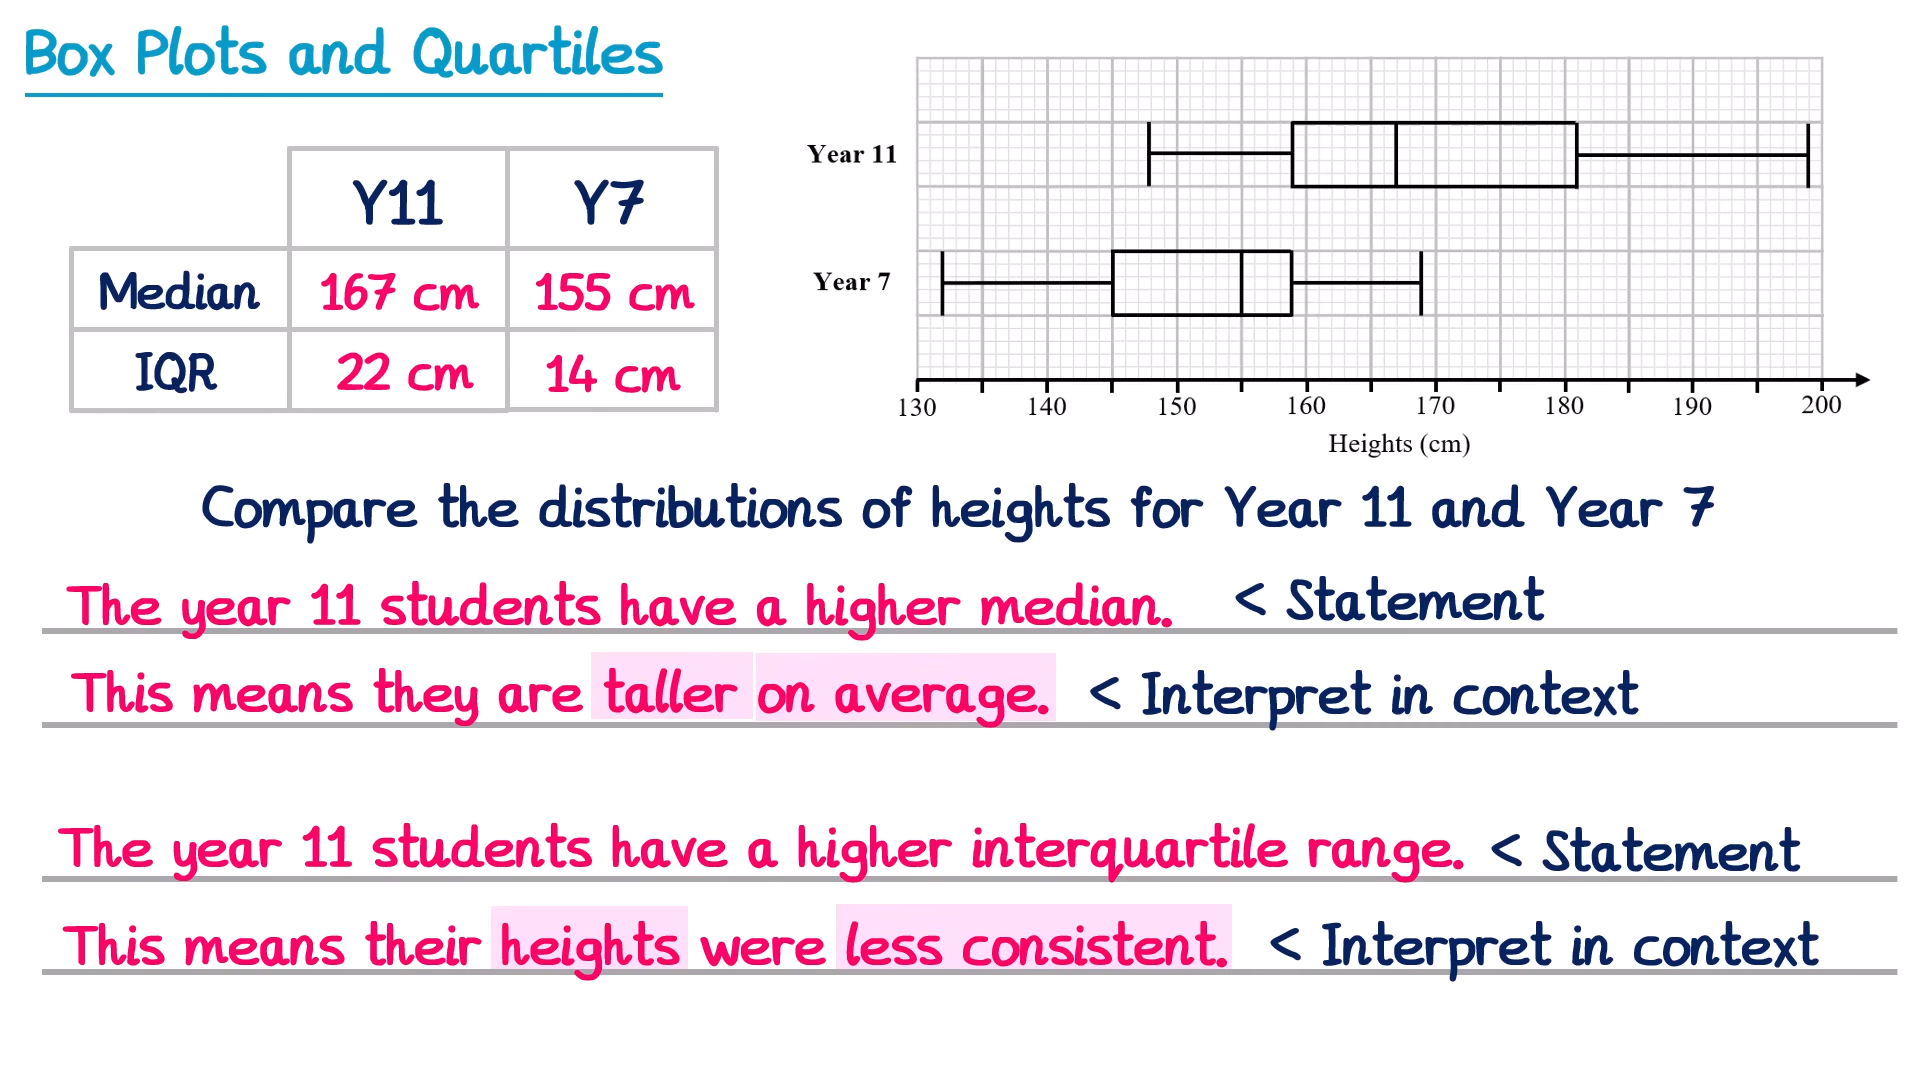 Box Plots and Quartiles
Y11 Y7
Median 167 cm 155 cm
IQR 22 cm 14 cm
Year 11
Year 7
130 140 150 160 170 180 190 200
Heights (cm)
Compare the distributions of heights for Year 11 and Year 7
The year 11 students have a higher median. < Statement
This means they are taller on average. < Interpret in context
The year 11 students have a higher interquartile range. < Statement
This means their heights were less consistent. < Interpret in context